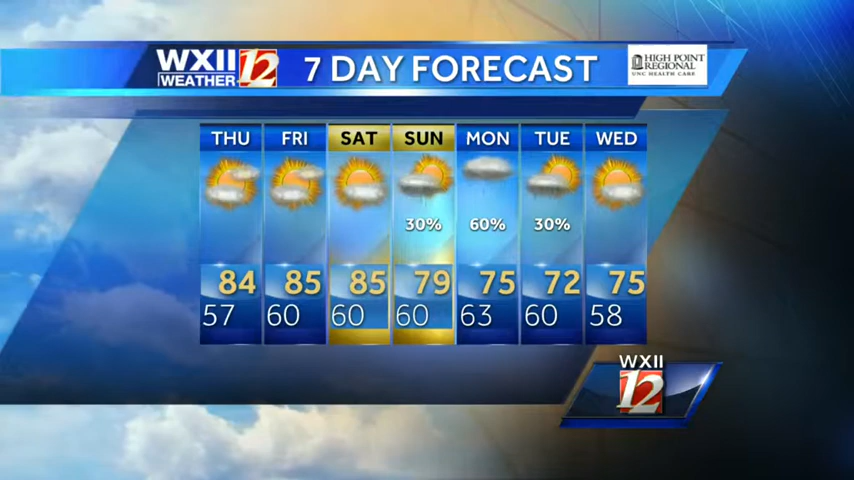 WXII 12
WEATHER
7 DAY FORECAST
HIGH POINT
REGIONAL
UNC HEALTH CARE
THU FRI SAT SUN MON TUE WED
30% 60% 30%
84 85 85 79 75 72 75
57 60 60 60 63 60 58
WXII
12